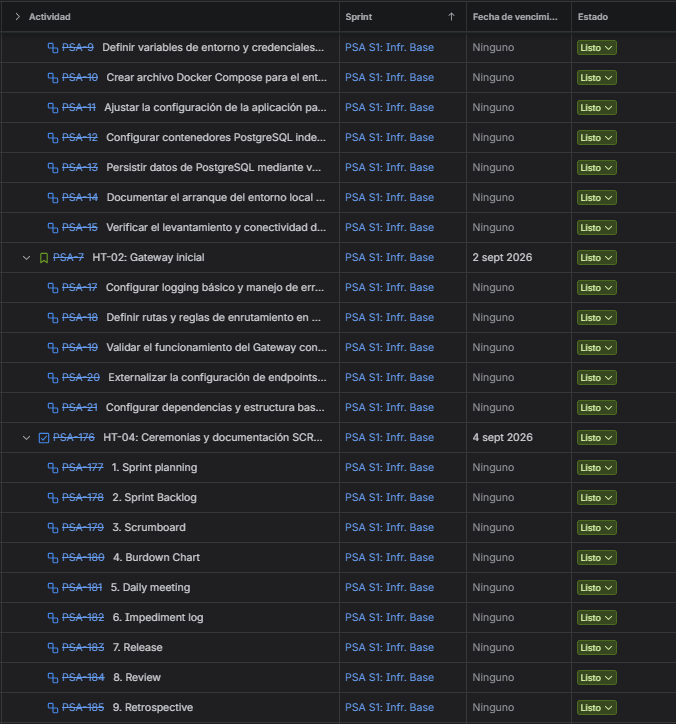 Actividad Sprint Fecha de vencimi... Estado
PSA-9 Definir variables de entorno y credenciales... PSA S1: Infr. Base Ninguno Listo
PSA-10 Crear archivo Docker Compose para el ent... PSA S1: Infr. Base Ninguno Listo
PSA-11 Ajustar la configuración de la aplicación pa... PSA S1: Infr. Base Ninguno Listo
PSA-12 Configurar contenedores PostgreSQL inde... PSA S1: Infr. Base Ninguno Listo
PSA-13 Persistir datos de PostgreSQL mediante v... PSA S1: Infr. Base Ninguno Listo
PSA-14 Documentar el arranque del entorno local ... PSA S1: Infr. Base Ninguno Listo
PSA-15 Verificar el levantamiento y conectividad d... PSA S1: Infr. Base Ninguno Listo
PSA-7 HT-02: Gateway inicial PSA S1: Infr. Base 2 sept 2026 Listo
PSA-17 Configurar logging básico y manejo de err... PSA S1: Infr. Base Ninguno Listo
PSA-18 Definir rutas y reglas de enrutamiento en ... PSA S1: Infr. Base Ninguno Listo
PSA-19 Validar el funcionamiento del Gateway con... PSA S1: Infr. Base Ninguno Listo
PSA-20 Externalizar la configuración de endpoints... PSA S1: Infr. Base Ninguno Listo
PSA-21 Configurar dependencias y estructura bas... PSA S1: Infr. Base Ninguno Listo
PSA-176 HT-04: Ceremonias y documentación SCR... PSA S1: Infr. Base 4 sept 2026 Listo
PSA-177 1. Sprint planning PSA S1: Infr. Base Ninguno Listo
PSA-178 2. Sprint Backlog PSA S1: Infr. Base Ninguno Listo
PSA-179 3. Scrumboard PSA S1: Infr. Base Ninguno Listo
PSA-180 4. Burdown Chart PSA S1: Infr. Base Ninguno Listo
PSA-181 5. Daily meeting PSA S1: Infr. Base Ninguno Listo
PSA-182 6. Impediment log PSA S1: Infr. Base Ninguno Listo
PSA-183 7. Release PSA S1: Infr. Base Ninguno Listo
PSA-184 8. Review PSA S1: Infr. Base Ninguno Listo
PSA-185 9. Retrospective PSA S1: Infr. Base Ninguno Listo